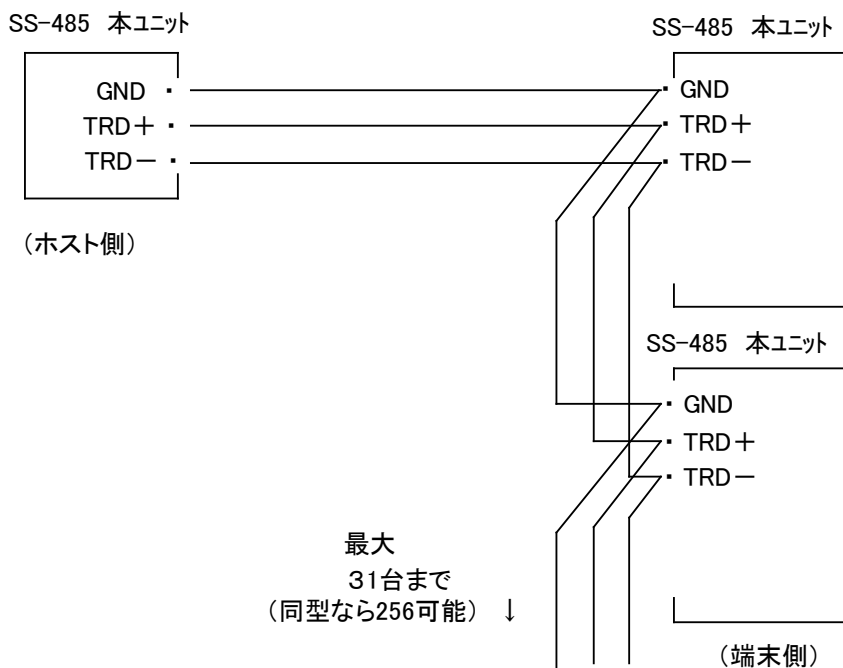 SS-485 本ユニット
GND
TRD＋
TRD－
（ホスト側）
SS-485 本ユニット
GND
TRD＋
TRD－
SS-485 本ユニット
GND
TRD＋
TRD－
最大
３１台まで
（同型なら256可能） ↓
（端末側）